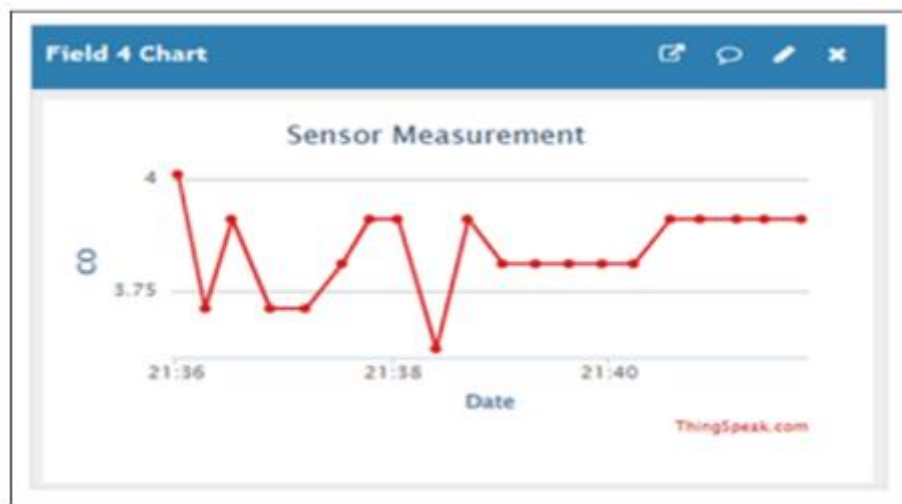 Field 4 Chart
Sensor Measurement
4
3.75
CO
21:36 21:38 21:40
Date
ThingSpeak.com